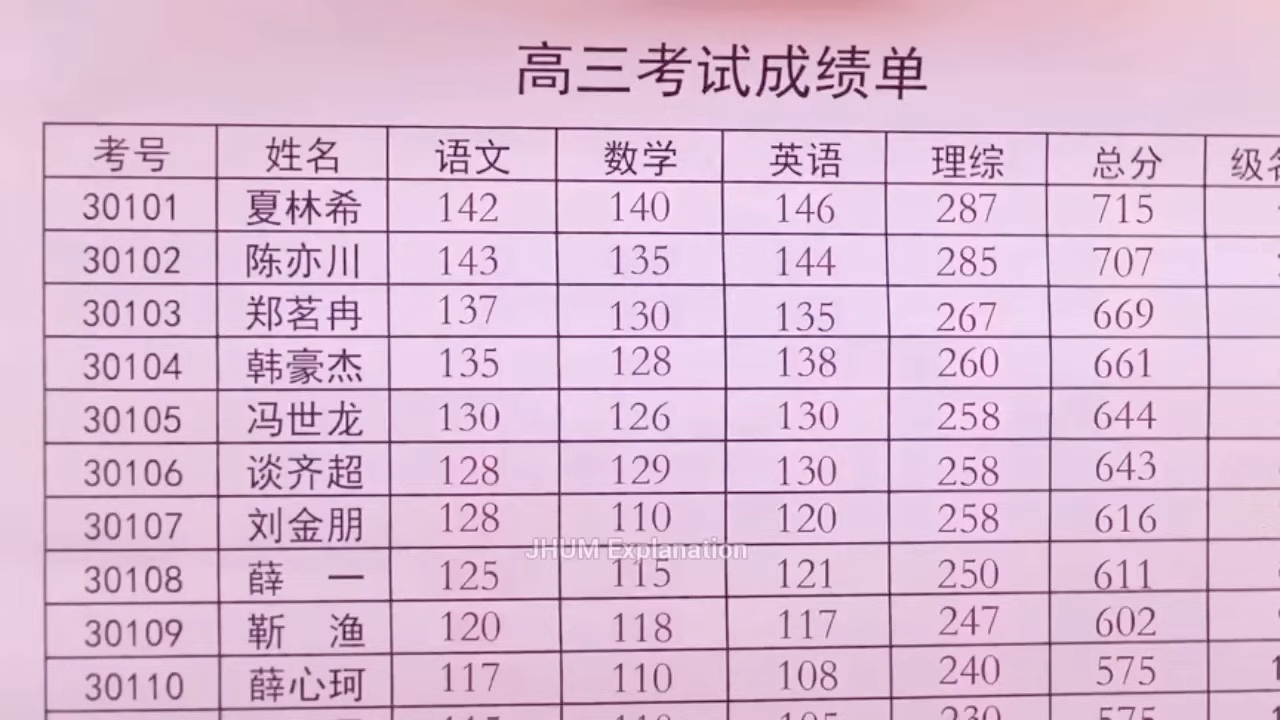 高三考试成绩单
考号 姓名 语文 数学 英语 理综 总分 级
30101 夏林希 142 140 146 287 715
30102 陈亦川 143 135 144 285 707
30103 郑茗冉 137 130 135 267 669
30104 韩豪杰 135 128 138 260 661
30105 冯世龙 130 126 130 258 644
30106 谈齐超 128 129 130 258 643
30107 刘金朋 128 110 120 258 616
JHUM Explanation
30108 薛 一 125 115 121 250 611
30109 靳 渔 120 118 117 247 602
30110 薛心珂 117 110 108 240 575
230 575